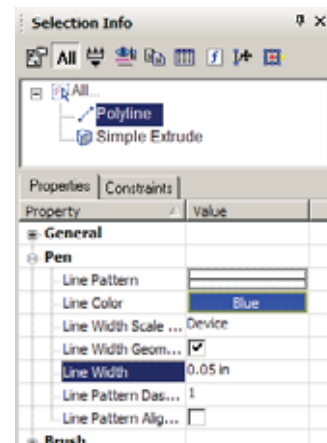 Selection Info
All
All...
Polyline
Simple Extrude
Properties Constraints
Property Value
General
Pen
Line Pattern
Line Color Blue
Line Width Scale ... Device
Line Width Geom...
Line Width 0.05 in
Line Pattern Das... 1
Line Pattern Alig...
Brush